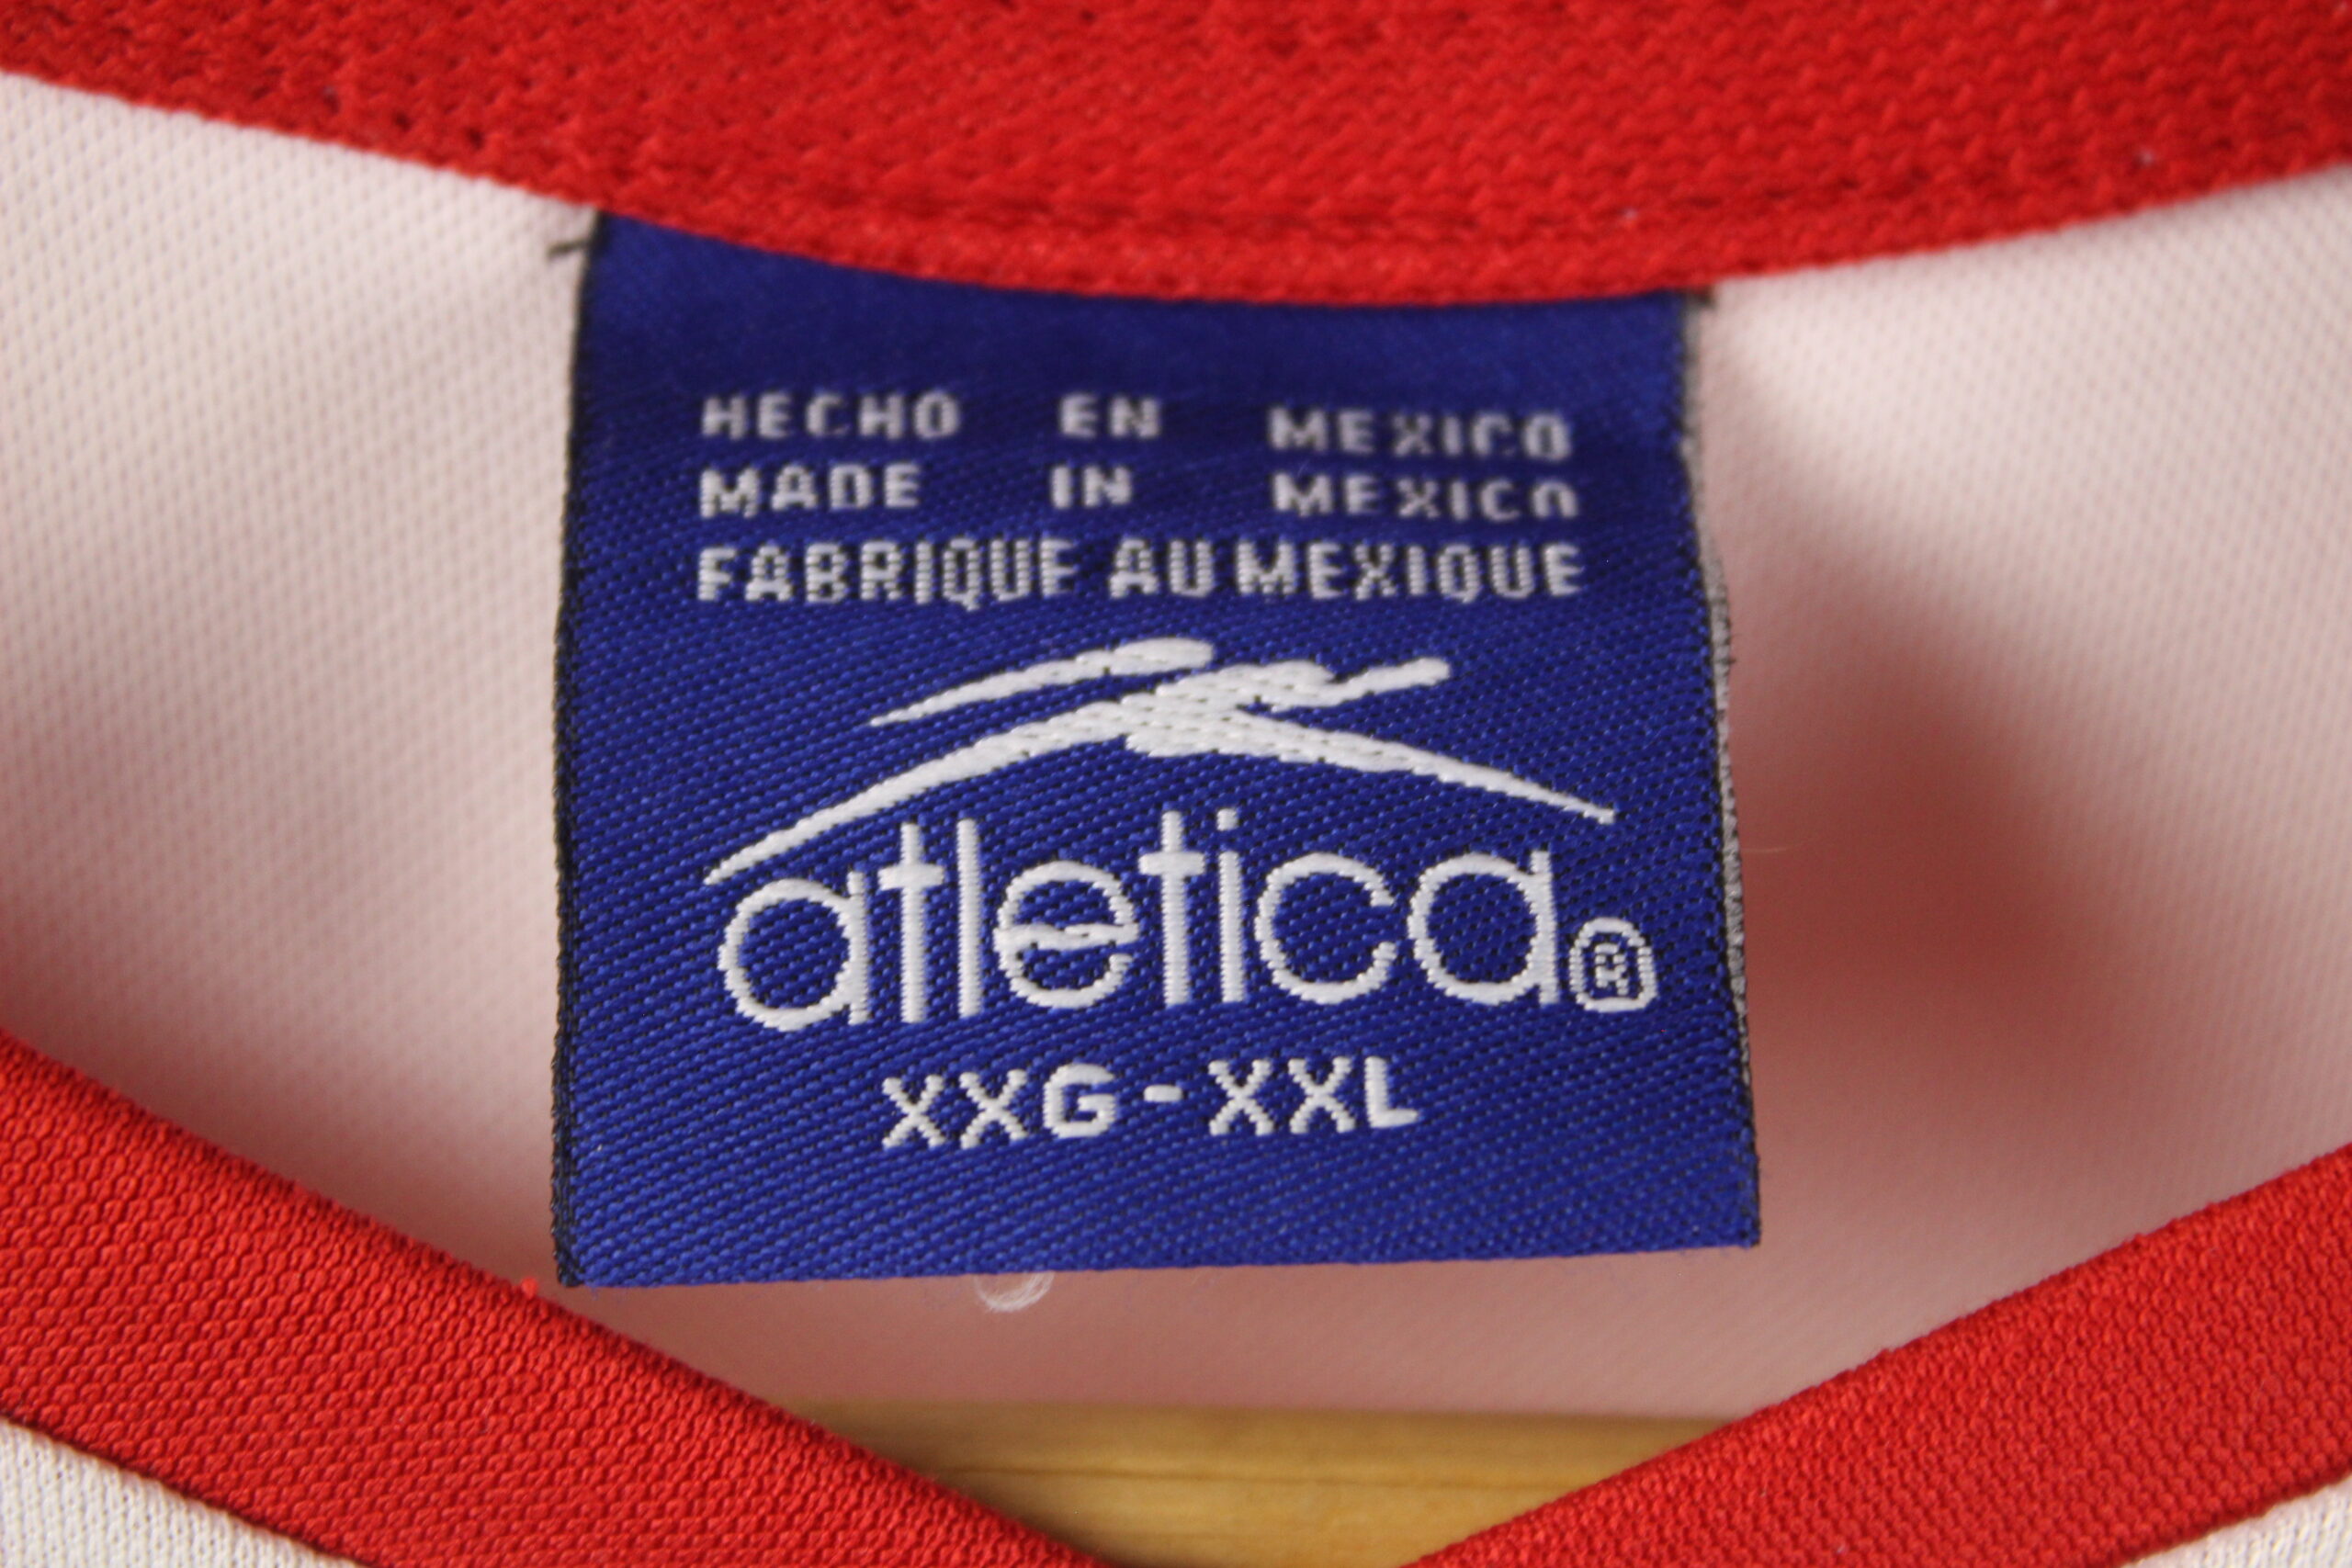 HECHO EN MEXICO
MADE IN MEXICO
FABRIQUE AU MEXIQUE
atletica®
XXG-XXL